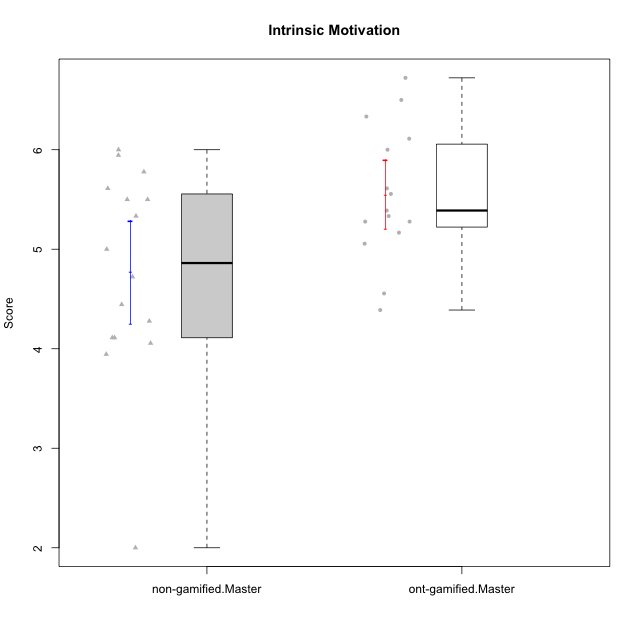 Intrinsic Motivation
Score
6
5
4
3
2
non-gamified.Master
ont-gamified.Master